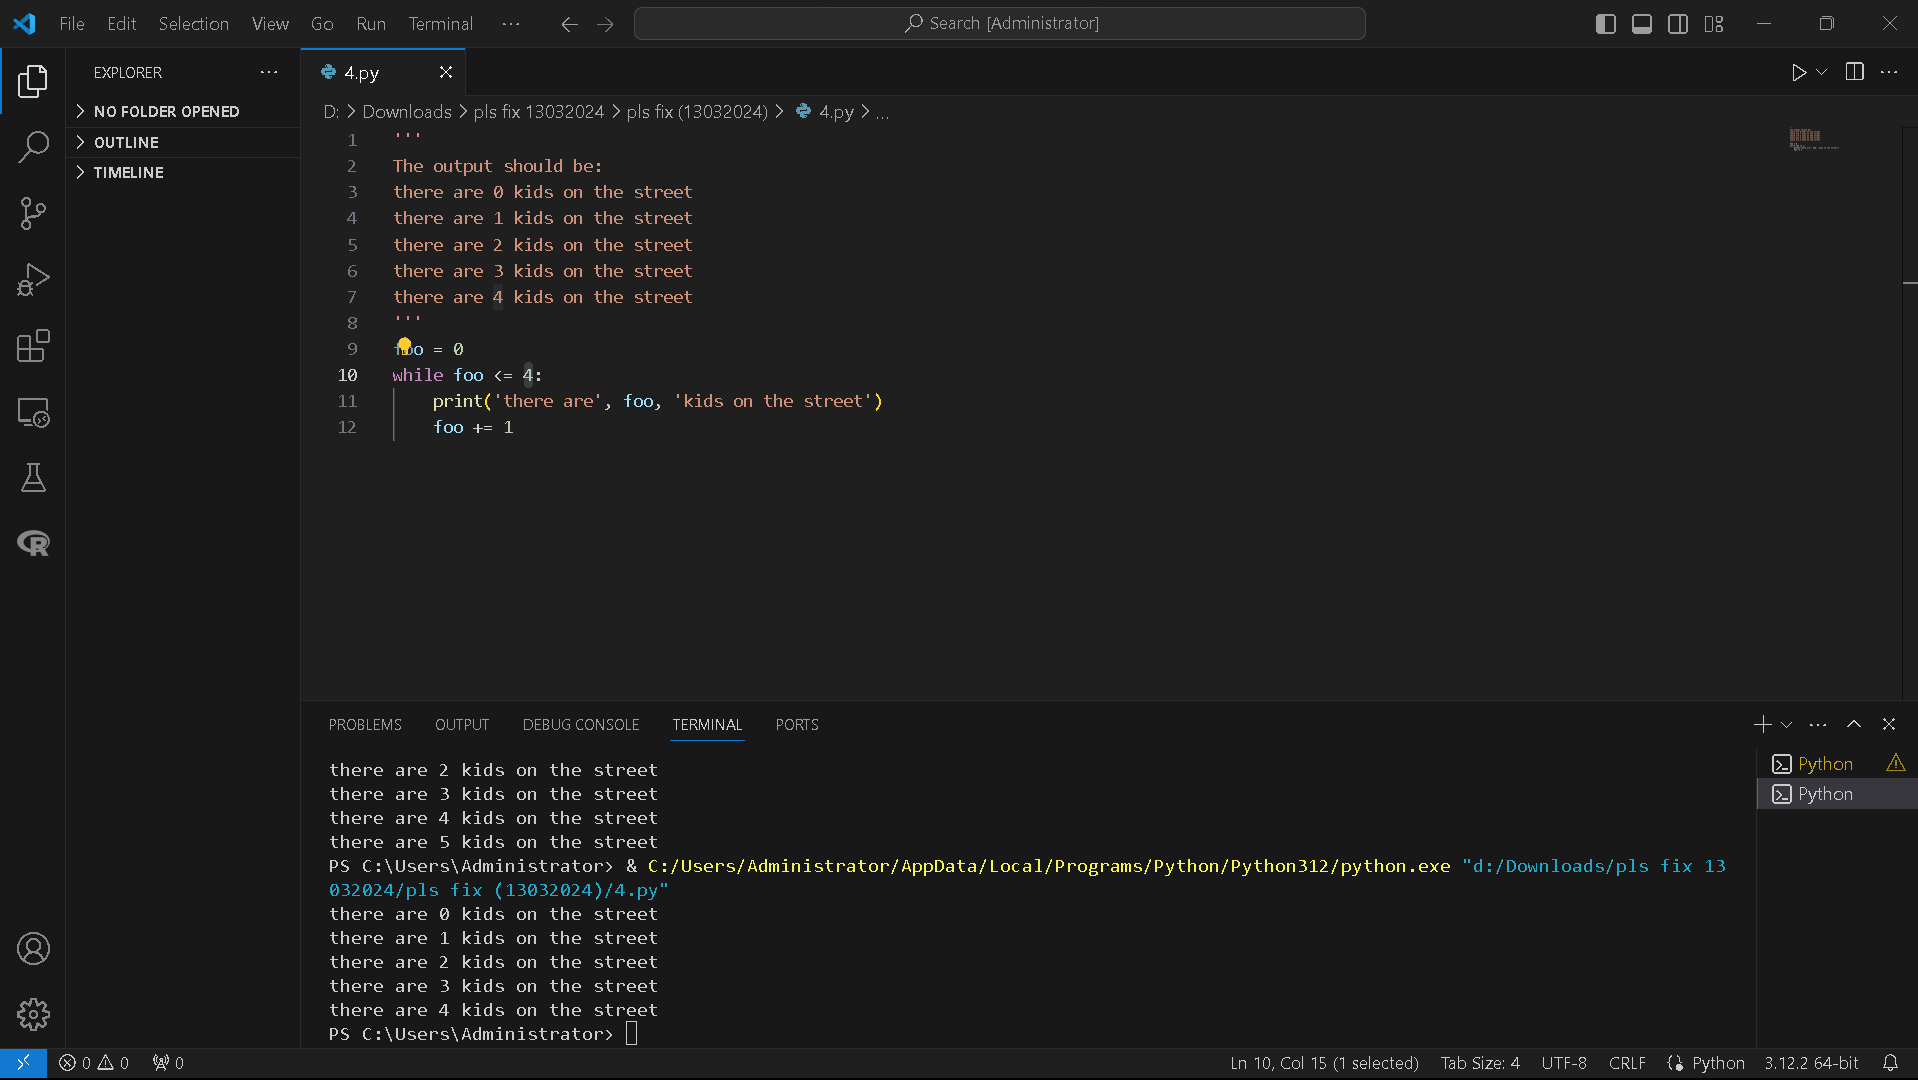 File Edit Selection View Go Run Terminal ··· Search [Administrator]
EXPLORER ···
NO FOLDER OPENED
OUTLINE
TIMELINE
4.py
D: > Downloads > pls fix 13032024 > pls fix (13032024) > 4.py > ...
1 '''
2 The output should be:
3 there are 0 kids on the street
4 there are 1 kids on the street
5 there are 2 kids on the street
6 there are 3 kids on the street
7 there are 4 kids on the street
8 '''
9 foo = 0
10 while foo <= 4:
11 print('there are', foo, 'kids on the street')
12 foo += 1
PROBLEMS OUTPUT DEBUG CONSOLE TERMINAL PORTS
there are 2 kids on the street
there are 3 kids on the street
there are 4 kids on the street
there are 5 kids on the street
PS C:\Users\Administrator> & C:/Users/Administrator/AppData/Local/Programs/Python/Python312/python.exe "d:/Downloads/pls fix 13
032024/pls fix (13032024)/4.py"
there are 0 kids on the street
there are 1 kids on the street
there are 2 kids on the street
there are 3 kids on the street
there are 4 kids on the street
PS C:\Users\Administrator>
Python
Python
0 0 0 Ln 10, Col 15 (1 selected) Tab Size: 4 UTF-8 CRLF Python 3.12.2 64-bit